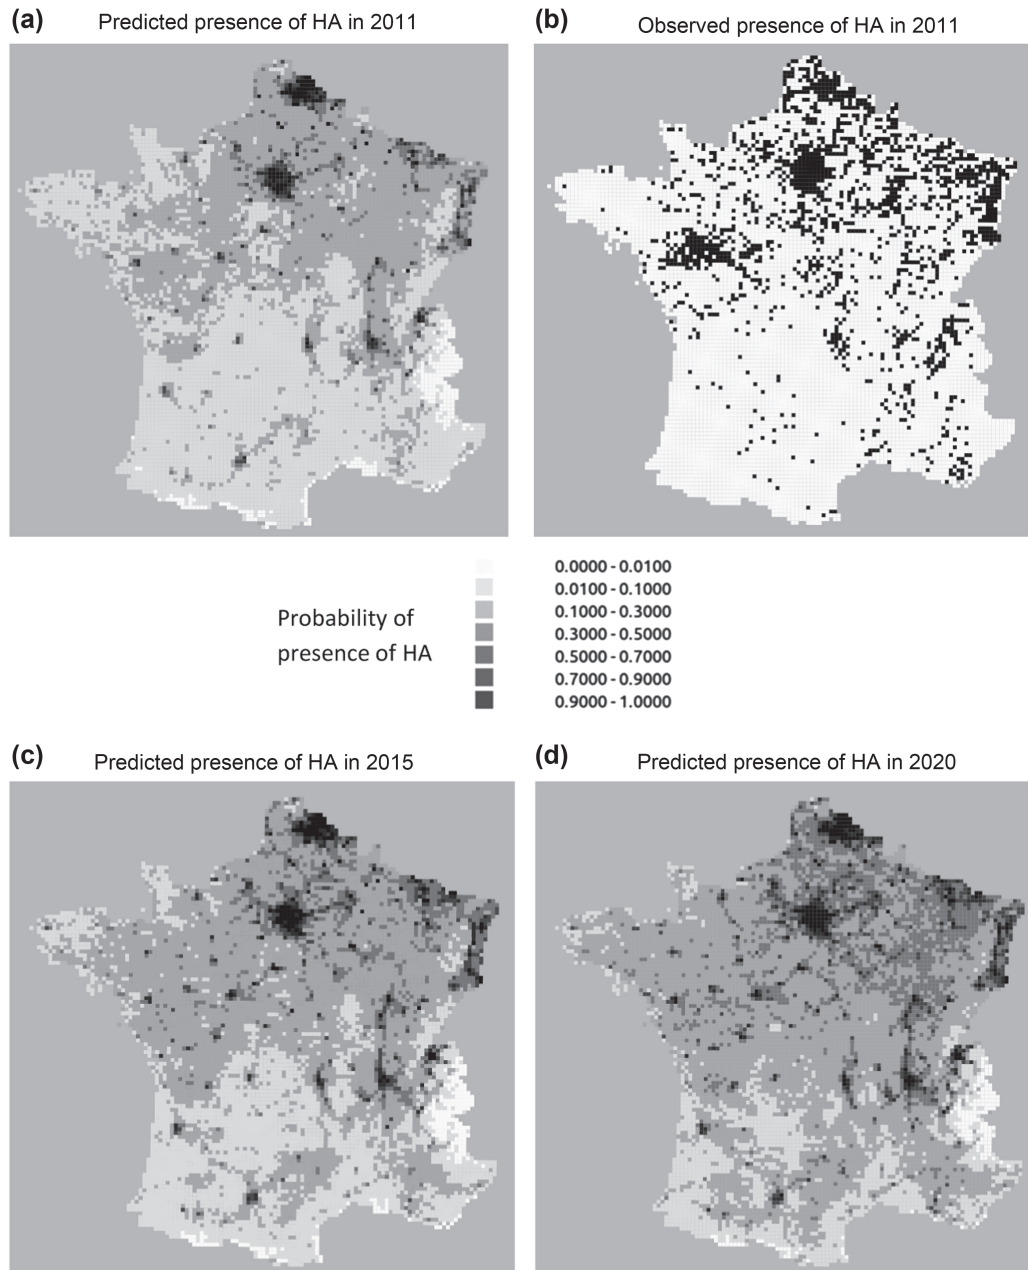 (a) Predicted presence of HA in 2011
(b) Observed presence of HA in 2011
Probability of
presence of HA
0.0000 - 0.0100
0.0100 - 0.1000
0.1000 - 0.3000
0.3000 - 0.5000
0.5000 - 0.7000
0.7000 - 0.9000
0.9000 - 1.0000
(c) Predicted presence of HA in 2015
(d) Predicted presence of HA in 2020